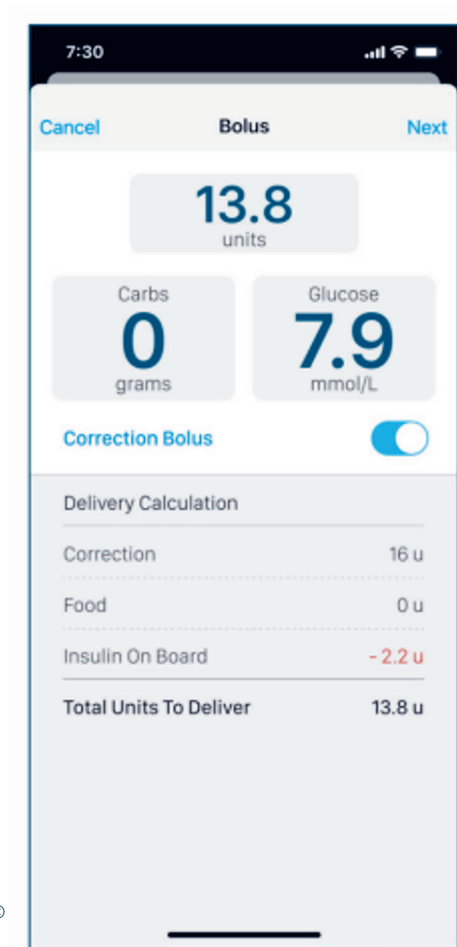 7:30
Cancel Bolus Next
13.8
units
Carbs Glucose
0 7.9
grams mmol/L
Correction Bolus
Delivery Calculation
Correction 16 u
Food 0 u
Insulin On Board - 2.2 u
Total Units To Deliver 13.8 u
©